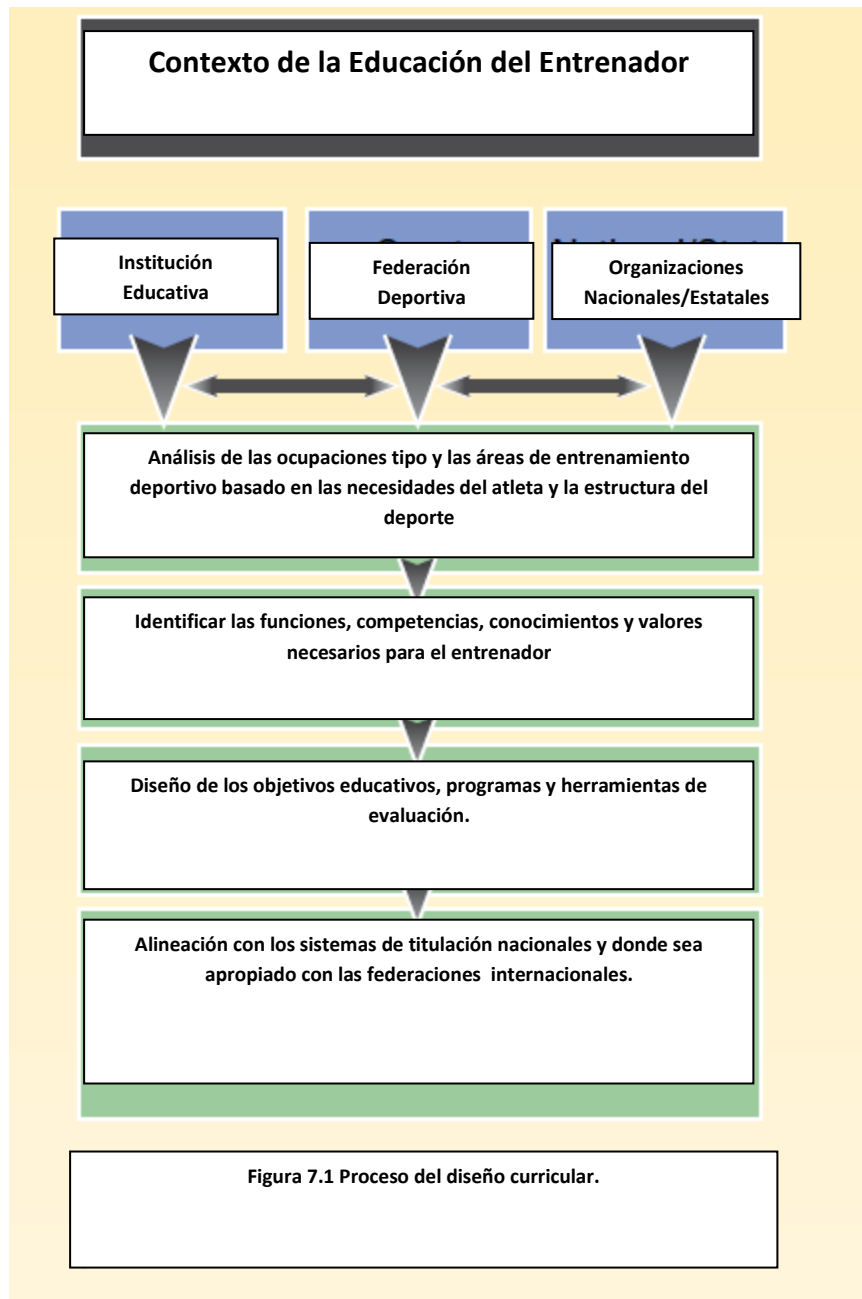 Contexto de la Educación del Entrenador
Institución
Educativa
Federación
Deportiva
Organizaciones
Nacionales/Estatales
Análisis de las ocupaciones tipo y las áreas de entrenamiento
deportivo basado en las necesidades del atleta y la estructura del
deporte
Identificar las funciones, competencias, conocimientos y valores
necesarios para el entrenador
Diseño de los objetivos educativos, programas y herramientas de
evaluación.
Alineación con los sistemas de titulación nacionales y donde sea
apropiado con las federaciones internacionales.
Figura 7.1 Proceso del diseño curricular.